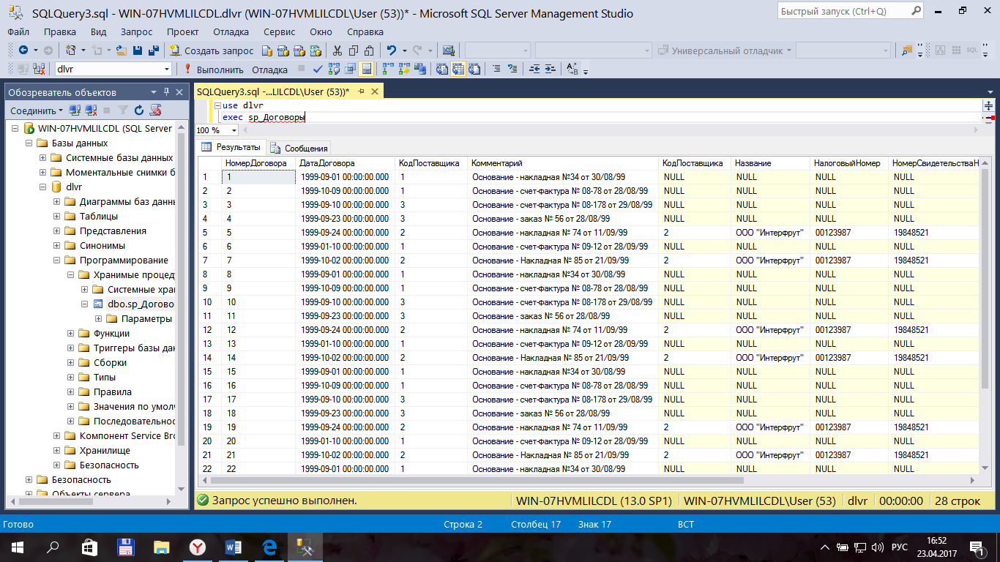 SQLQuery3.sql - WIN-07HVMLILCDL.dlvr (WIN-07HVMLILCDL\User (53))* - Microsoft SQL Server Management Studio
Быстрый запуск (Ctrl+Q)
Файл Правка Вид Запрос Проект Отладка Сервис Окно Справка
Создать запрос Универсальный отладчик
dlvr Выполнить Отладка
Обозреватель объектов
SQLQuery3.sql -...LILCDL\User (53))*
Соединить
use dlvr
exec sp_Договоры
100 %
WIN-07HVMLILCDL (SQL Server
Базы данных
Системные базы данных
Моментальные снимки б
dlvr
Диаграммы баз данн
Таблицы
Представления
Синонимы
Программирование
Хранимые процед
Системные хра
dbo.sp_Догово
Параметры
Функции
Триггеры базы дан
Сборки
Типы
Правила
Значения по умолч
Последовательнос
Компонент Service Bro
Хранилище
Безопасность
Безопасность
Объекты сервера
Результаты Сообщения
НомерДоговора ДатаДоговора КодПоставщика Комментарий КодПоставщика Название НалоговыйНомер НомерСвидетельстваН
1 1 1999-09-01 00:00:00.000 1 Основание - накладная №34 от 30/08/99 NULL NULL NULL NULL
2 2 1999-10-09 00:00:00.000 1 Основание - счет-фактура № 08-78 от 28/08/99 NULL NULL NULL NULL
3 3 1999-09-10 00:00:00.000 3 Основание - счет-фактура № 08-178 от 29/08/99 NULL NULL NULL NULL
4 4 1999-09-23 00:00:00.000 3 Основание - заказ № 56 от 28/08/99 NULL NULL NULL NULL
5 5 1999-09-24 00:00:00.000 2 Основание - накладная № 74 от 11/09/99 2 ООО "Интерфрут" 00123987 19848521
6 6 1999-01-10 00:00:00.000 1 Основание - счет-фактура № 09-12 от 28/09/99 NULL NULL NULL NULL
7 7 1999-10-02 00:00:00.000 2 Основание - Накладная № 85 от 21/09/99 2 ООО "Интерфрут" 00123987 19848521
8 8 1999-09-01 00:00:00.000 1 Основание - накладная №34 от 30/08/99 NULL NULL NULL NULL
9 9 1999-10-09 00:00:00.000 1 Основание - счет-фактура № 08-78 от 28/08/99 NULL NULL NULL NULL
10 10 1999-09-10 00:00:00.000 3 Основание - счет-фактура № 08-178 от 29/08/99 NULL NULL NULL NULL
11 11 1999-09-23 00:00:00.000 3 Основание - заказ № 56 от 28/08/99 NULL NULL NULL NULL
12 12 1999-09-24 00:00:00.000 2 Основание - накладная № 74 от 11/09/99 2 ООО "Интерфрут" 00123987 19848521
13 13 1999-01-10 00:00:00.000 1 Основание - счет-фактура № 09-12 от 28/09/99 NULL NULL NULL NULL
14 14 1999-10-02 00:00:00.000 2 Основание - Накладная № 85 от 21/09/99 2 ООО "Интерфрут" 00123987 19848521
15 15 1999-09-01 00:00:00.000 1 Основание - накладная №34 от 30/08/99 NULL NULL NULL NULL
16 16 1999-10-09 00:00:00.000 1 Основание - счет-фактура № 08-78 от 28/08/99 NULL NULL NULL NULL
17 17 1999-09-10 00:00:00.000 3 Основание - счет-фактура № 08-178 от 29/08/99 NULL NULL NULL NULL
18 18 1999-09-23 00:00:00.000 3 Основание - заказ № 56 от 28/08/99 NULL NULL NULL NULL
19 19 1999-09-24 00:00:00.000 2 Основание - накладная № 74 от 11/09/99 2 ООО "Интерфрут" 00123987 19848521
20 20 1999-01-10 00:00:00.000 1 Основание - счет-фактура № 09-12 от 28/09/99 NULL NULL NULL NULL
21 21 1999-10-02 00:00:00.000 2 Основание - Накладная № 85 от 21/09/99 2 ООО "Интерфрут" 00123987 19848521
22 22 1999-09-01 00:00:00.000 1 Основание - накладная №34 от 30/08/99 NULL NULL NULL NULL
Запрос успешно выполнен. WIN-07HVMLILCDL (13.0 SP1) WIN-07HVMLILCDL\User (53) dlvr 00:00:00 28 строк
Готово Строка 2 Столбец 17 Знак 17 ВСТ
РУС 16:52
23.04.2017